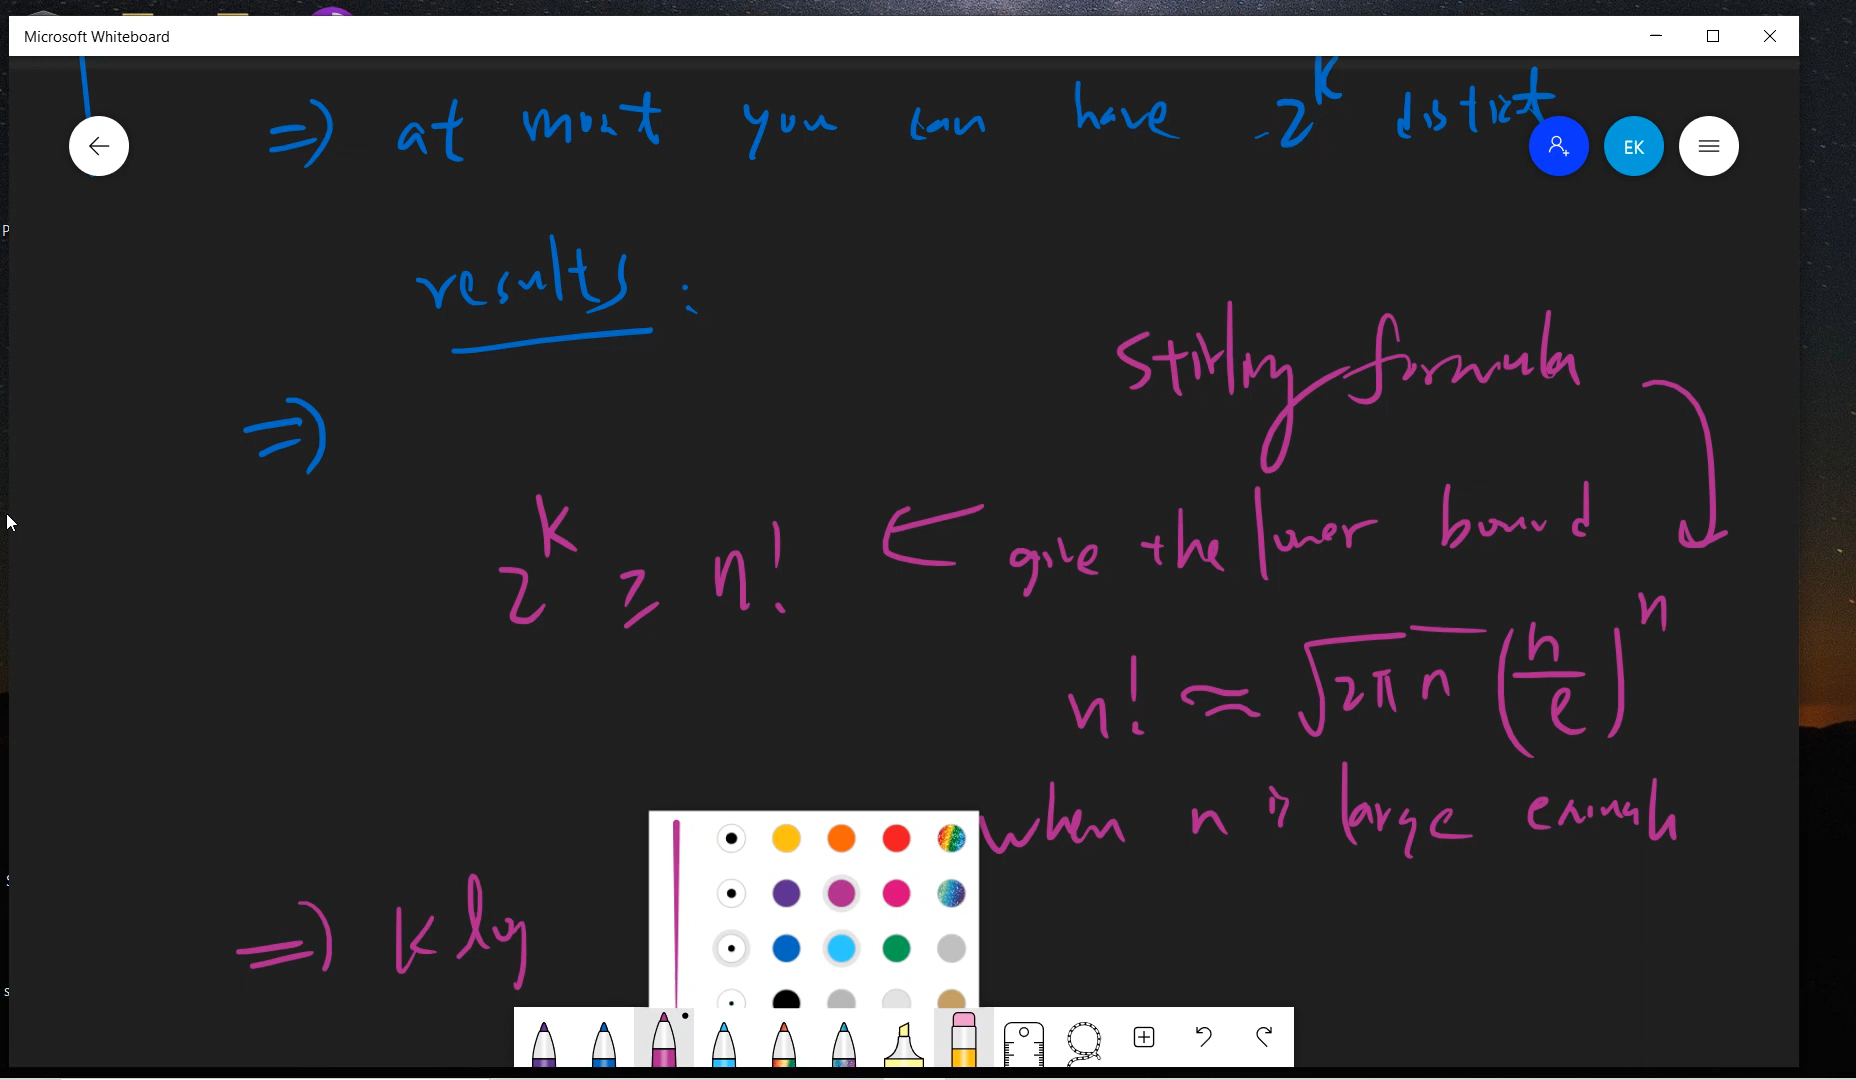 Microsoft Whiteboard
⇒ at most you can have 2^k distict
EK
results :
Stirling formula
⇒
2^k ≥ n! ⇐ give the lower bound
n! ≈ √2πn (n/e)^n
when n is large enough
⇒ k log